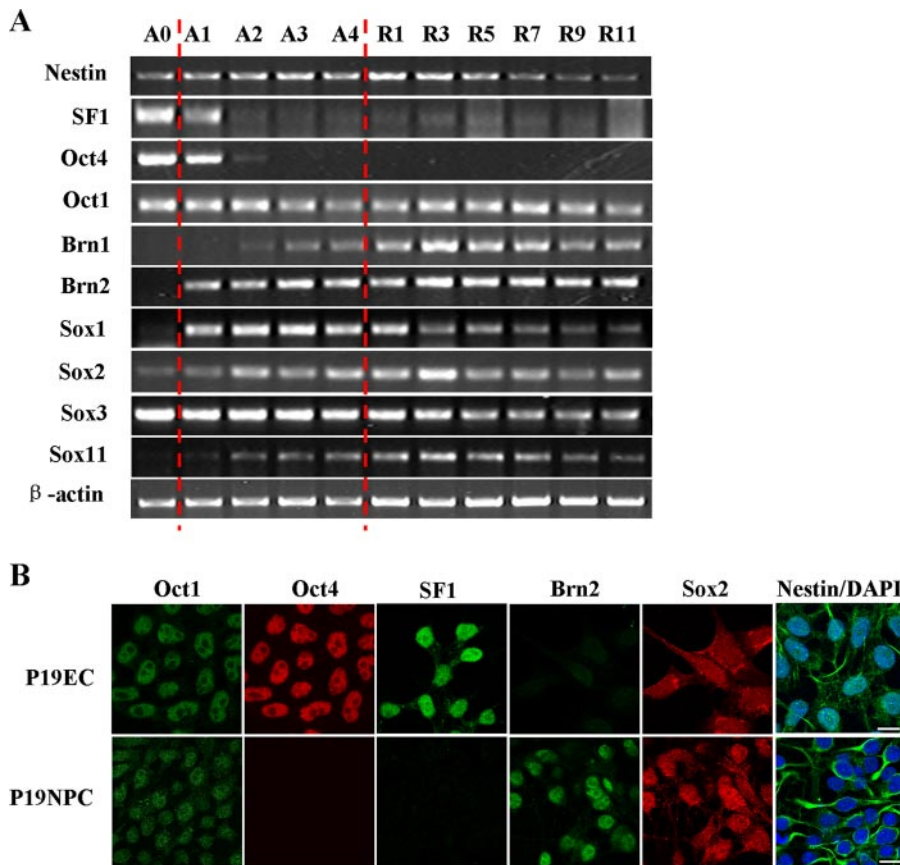 A
A0 A1 A2 A3 A4 R1 R3 R5 R7 R9 R11
Nestin
SF1
Oct4
Oct1
Brn1
Brn2
Sox1
Sox2
Sox3
Sox11
β-actin
B
Oct1 Oct4 SF1 Brn2 Sox2 Nestin/DAPI
P19EC
P19NPC